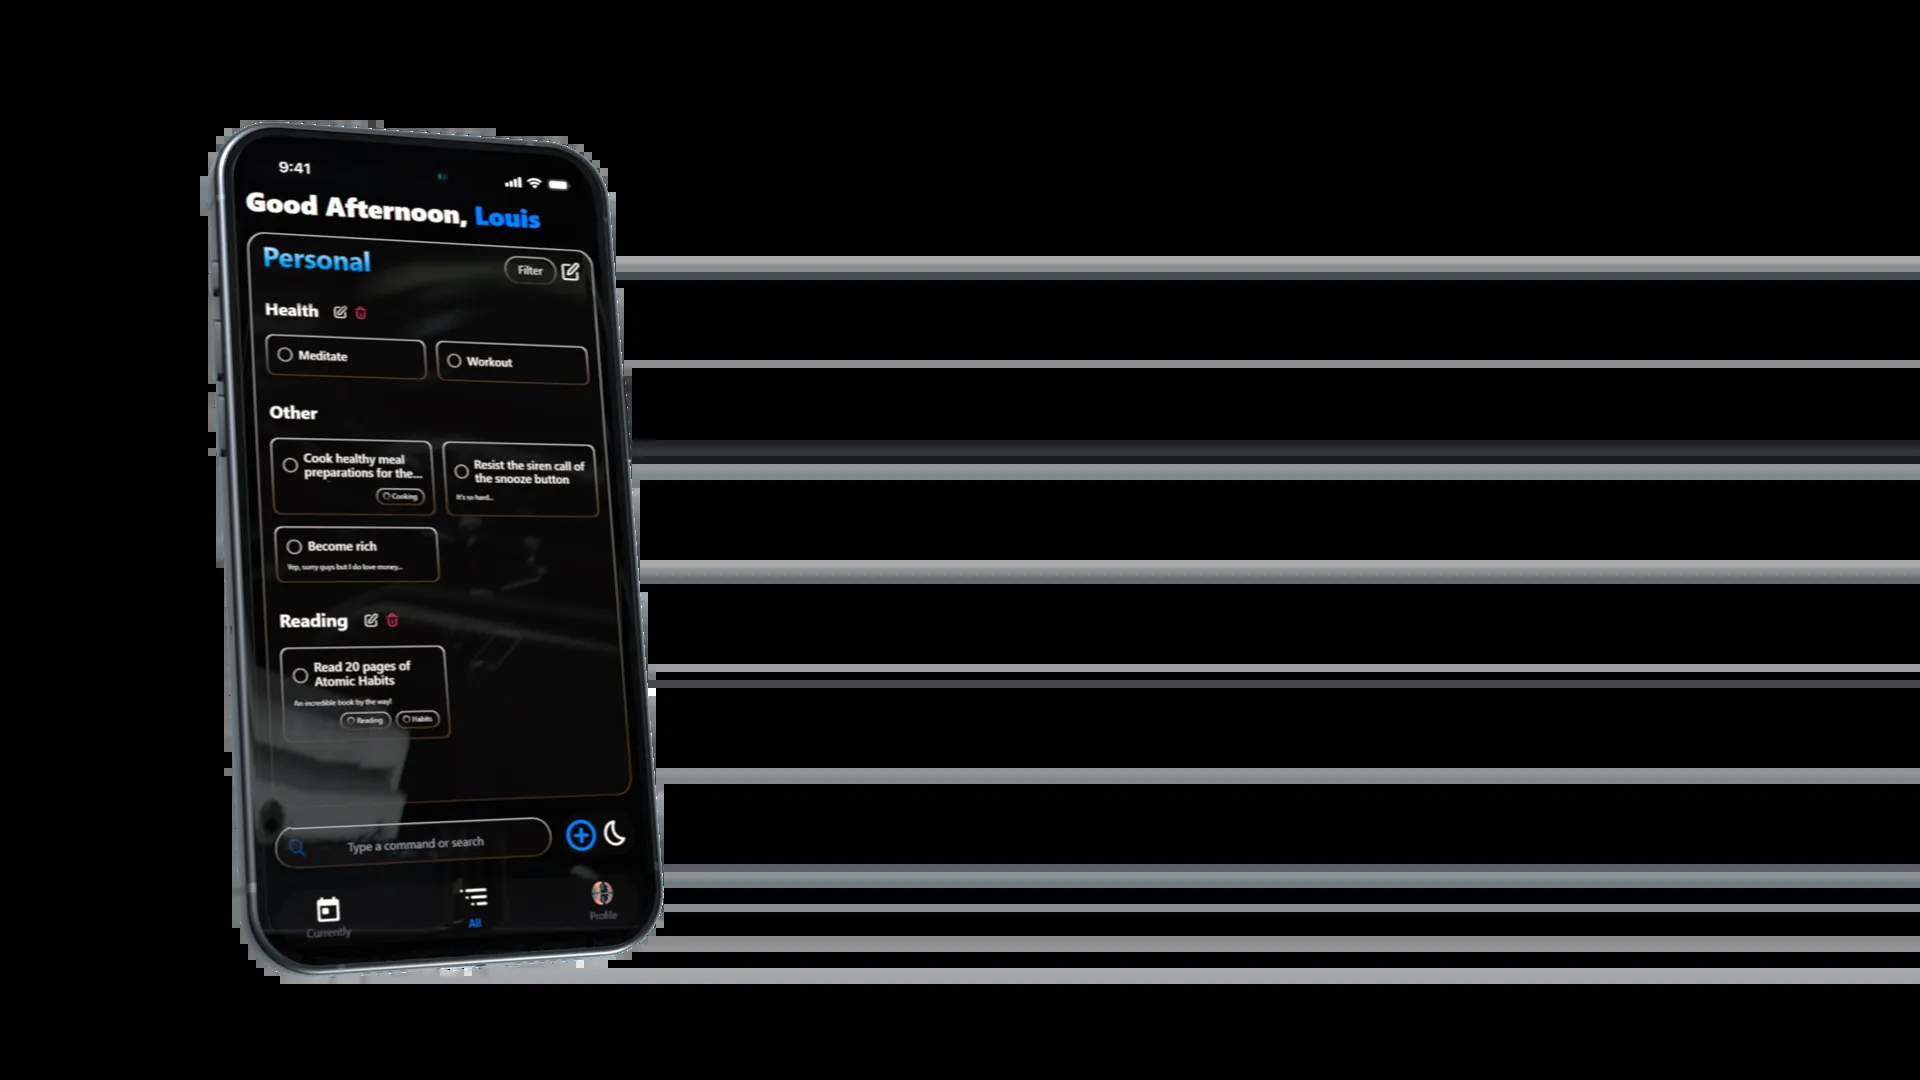 9:41
Good Afternoon, Louis
Personal
Filter
Health
Meditate
Workout
Other
Cook healthy meal
preparations for the...
Cooking
Resist the siren call of
the snooze button
It's so hard...
Become rich
Yep, sorry guys but I do love money...
Reading
Read 20 pages of
Atomic Habits
An incredible book by the way!
Reading
Habits
Type a command or search
Currently
All
Profile